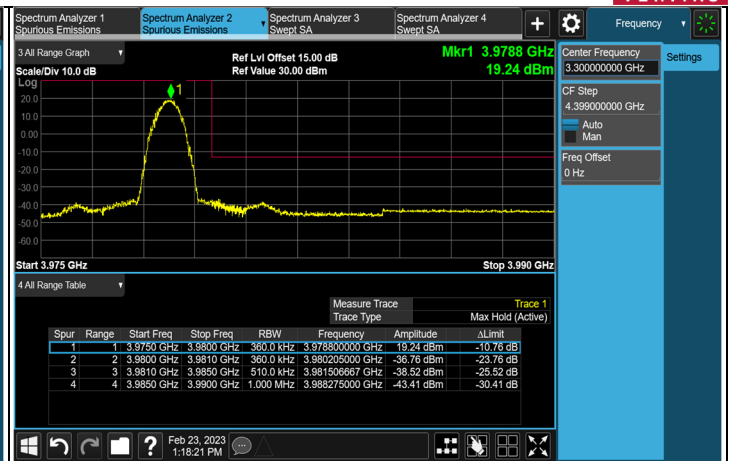 Spectrum Analyzer 1
Spurious Emissions
Spectrum Analyzer 2
Spurious Emissions
Spectrum Analyzer 3
Swept SA
Spectrum Analyzer 4
Swept SA
+
Frequency
3 All Range Graph
Ref Lvl Offset 15.00 dB
Mkr1 3.9788 GHz
Scale/Div 10.0 dB
Ref Value 30.00 dBm
19.24 dBm
Log
1
20.0
10.0
0.00
-10.0
-20.0
-30.0
-40.0
-50.0
-60.0
Start 3.975 GHz
Stop 3.990 GHz
Center Frequency
3.300000000 GHz
Settings
CF Step
4.399000000 GHz
Auto
Man
Freq Offset
0 Hz
4 All Range Table
Measure Trace Trace 1
Trace Type Max Hold (Active)
Spur Range Start Freq Stop Freq RBW Frequency Amplitude ΔLimit
1 1 3.9750 GHz 3.9800 GHz 360.0 kHz 3.978800000 GHz 19.24 dBm -10.76 dB
2 2 3.9800 GHz 3.9810 GHz 360.0 kHz 3.980205000 GHz -36.76 dBm -23.76 dB
3 3 3.9810 GHz 3.9850 GHz 510.0 kHz 3.981506667 GHz -38.52 dBm -25.52 dB
4 4 3.9850 GHz 3.9900 GHz 1.000 MHz 3.988275000 GHz -43.41 dBm -30.41 dB
?
Feb 23, 2023
1:18:21 PM